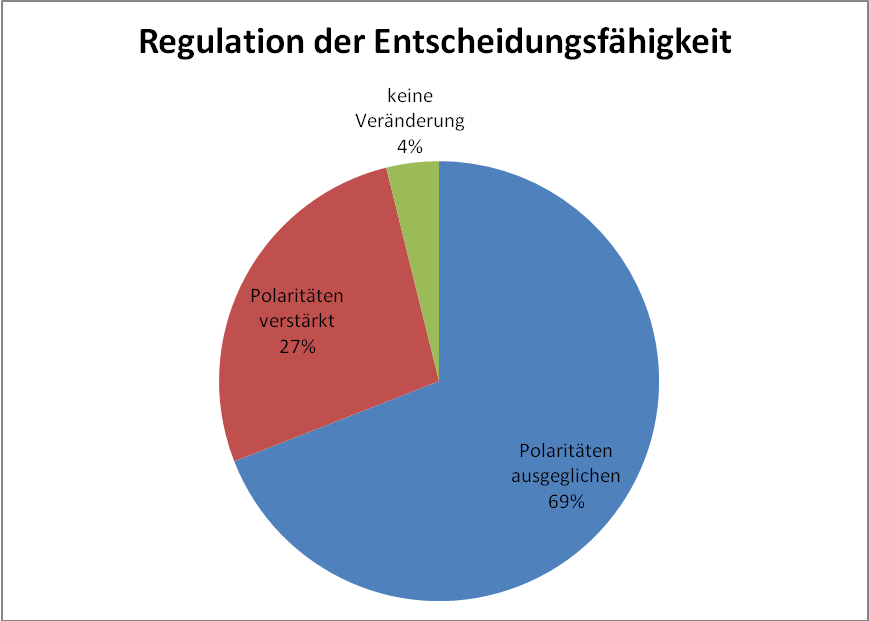 Regulation der Entscheidungsfähigkeit
keine
Veränderung
4%
Polaritäten
verstärkt
27%
Polaritäten
ausgeglichen
69%